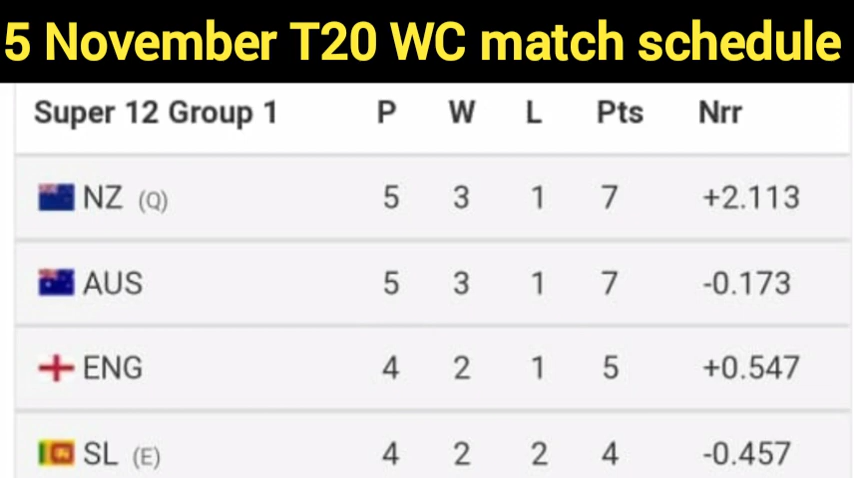 5 November T20 WC match schedule
Super 12 Group 1 P W L Pts Nrr
NZ (Q) 5 3 1 7 +2.113
AUS 5 3 1 7 -0.173
ENG 4 2 1 5 +0.547
SL (E) 4 2 2 4 -0.457